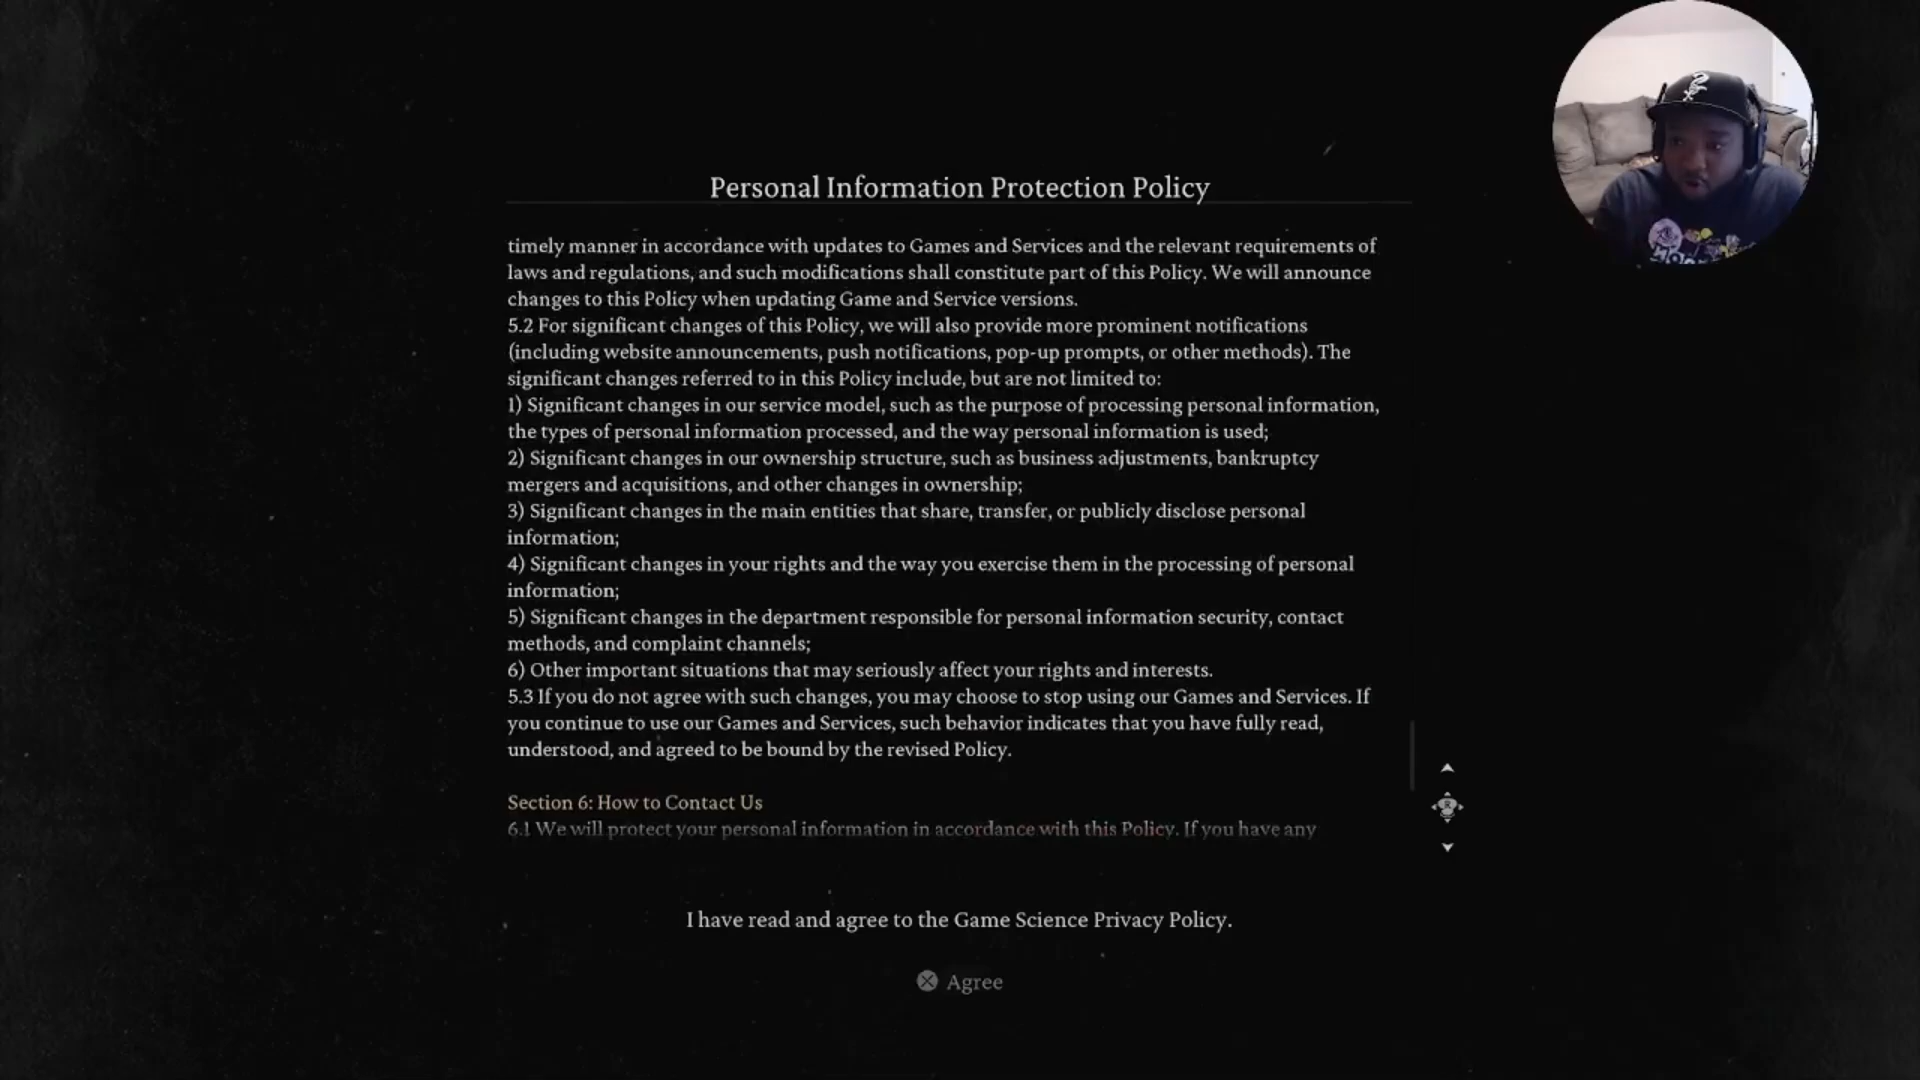 Personal Information Protection Policy
timely manner in accordance with updates to Games and Services and the relevant requirements of
laws and regulations, and such modifications shall constitute part of this Policy. We will announce
changes to this Policy when updating Game and Service versions.
5.2 For significant changes of this Policy, we will also provide more prominent notifications
(including website announcements, push notifications, pop-up prompts, or other methods). The
significant changes referred to in this Policy include, but are not limited to:
1) Significant changes in our service model, such as the purpose of processing personal information,
the types of personal information processed, and the way personal information is used;
2) Significant changes in our ownership structure, such as business adjustments, bankruptcy
mergers and acquisitions, and other changes in ownership;
3) Significant changes in the main entities that share, transfer, or publicly disclose personal
information;
4) Significant changes in your rights and the way you exercise them in the processing of personal
information;
5) Significant changes in the department responsible for personal information security, contact
methods, and complaint channels;
6) Other important situations that may seriously affect your rights and interests.
5.3 If you do not agree with such changes, you may choose to stop using our Games and Services. If
you continue to use our Games and Services, such behavior indicates that you have fully read,
understood, and agreed to be bound by the revised Policy.
Section 6: How to Contact Us
6.1 We will protect your personal information in accordance with this Policy. If you have any
R
I have read and agree to the Game Science Privacy Policy.
Agree